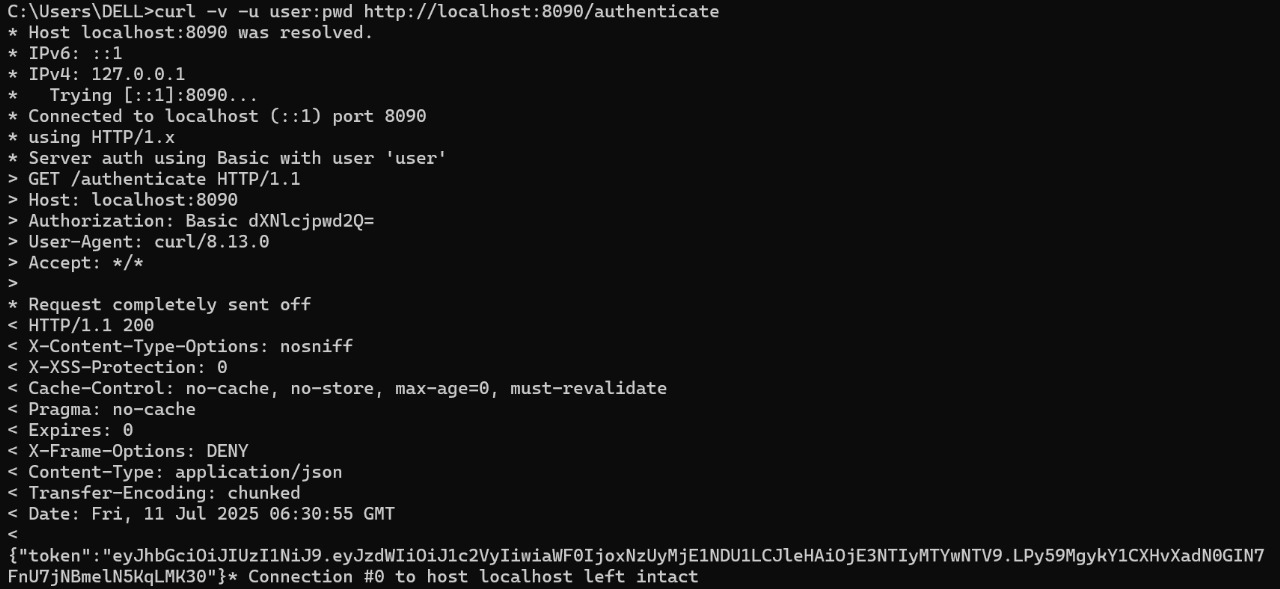 C:\Users\DELL>curl -v -u user:pwd http://localhost:8090/authenticate
* Host localhost:8090 was resolved.
* IPv6: ::1
* IPv4: 127.0.0.1
*   Trying [::1]:8090...
* Connected to localhost (::1) port 8090
* using HTTP/1.x
* Server auth using Basic with user 'user'
> GET /authenticate HTTP/1.1
> Host: localhost:8090
> Authorization: Basic dXNlcjpwd2Q=
> User-Agent: curl/8.13.0
> Accept: */*
>
* Request completely sent off
< HTTP/1.1 200
< X-Content-Type-Options: nosniff
< X-XSS-Protection: 0
< Cache-Control: no-cache, no-store, max-age=0, must-revalidate
< Pragma: no-cache
< Expires: 0
< X-Frame-Options: DENY
< Content-Type: application/json
< Transfer-Encoding: chunked
< Date: Fri, 11 Jul 2025 06:30:55 GMT
<
{"token":"eyJhbGciOiJIUzI1NiJ9.eyJzdWIiOiJ1c2VyIiwiaWF0IjoxNzUyMjE1NDU1LCJleHAiOjE3NTIyMTYwNTV9.LPy59MgykY1CXHvXadN0GIN7
FnU7jNBmelN5KqLMK30"}* Connection #0 to host localhost left intact